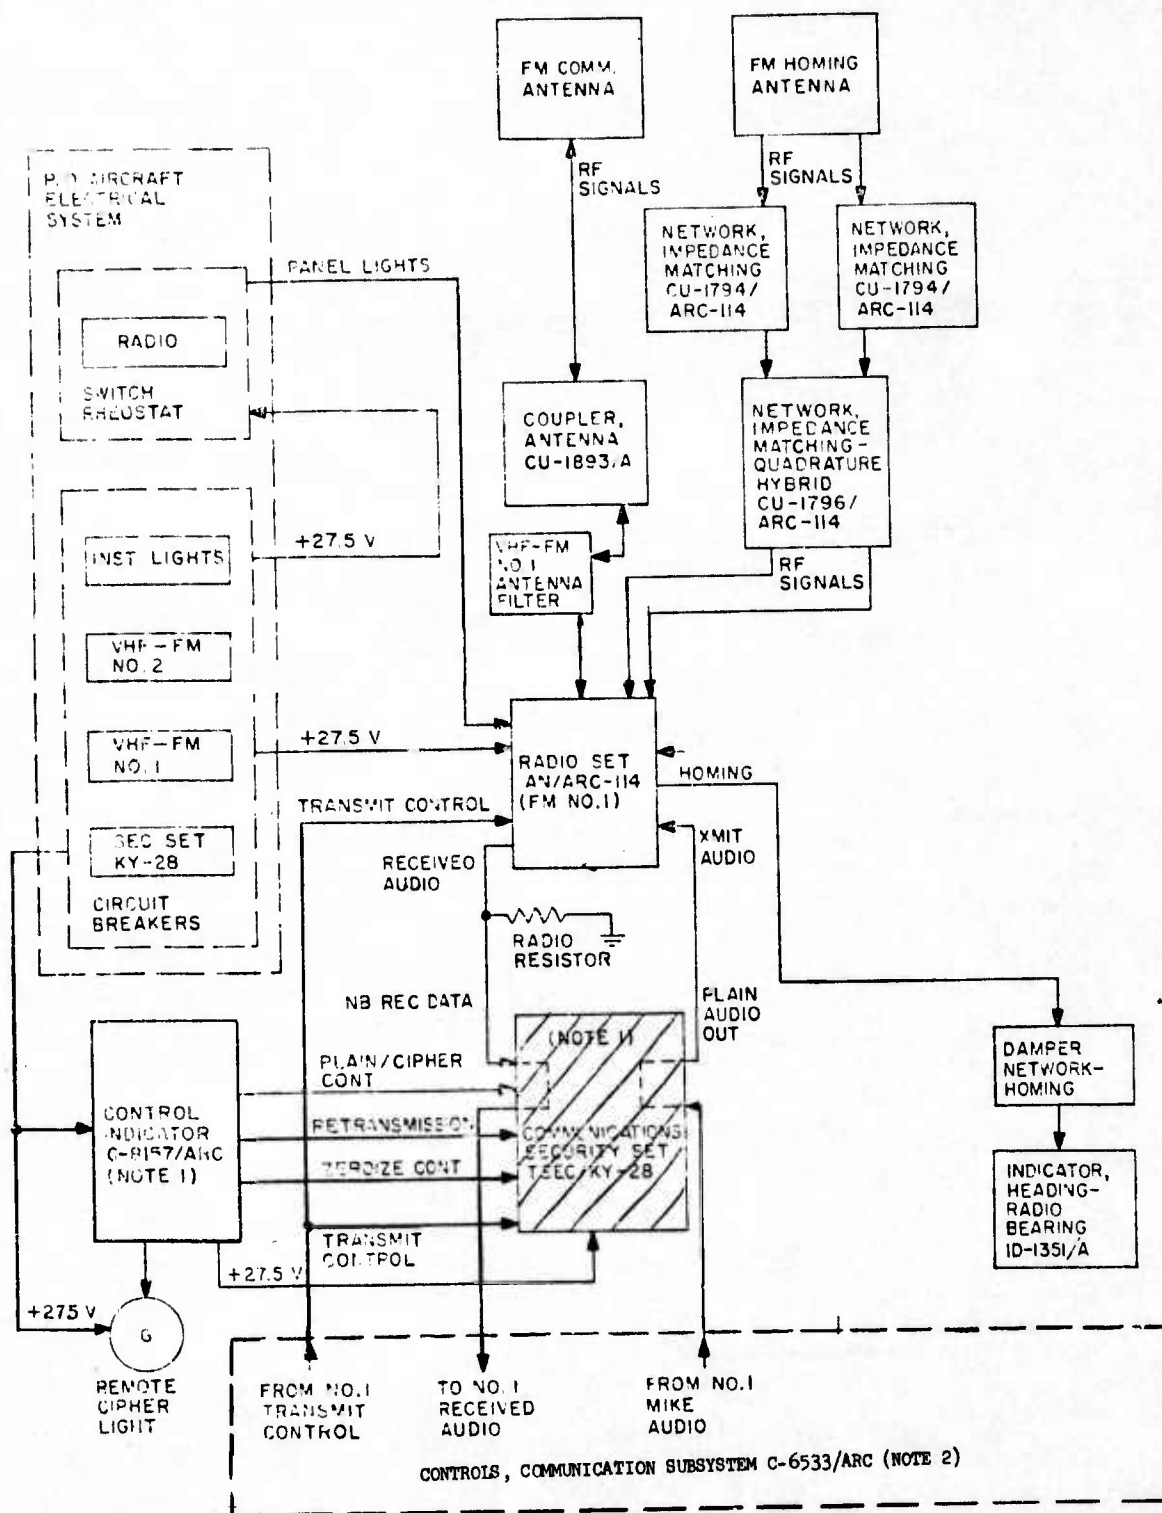 FM COMM.
ANTENNA
FM HOMING
ANTENNA
RF
SIGNALS
RF
SIGNALS
AIRCRAFT
ELECTRICAL
SYSTEM
PANEL LIGHTS
RADIO
SWITCH
RHEOSTAT
NETWORK,
IMPEDANCE
MATCHING
CU-1794/
ARC-114
NETWORK,
IMPEDANCE
MATCHING
CU-1794/
ARC-114
COUPLER,
ANTENNA
CU-1893/A
NETWORK,
IMPEDANCE
MATCHING-
QUADRATURE
HYBRID
CU-1796/
ARC-114
INST LIGHTS
+27.5 V
VHF-FM
NO.1
ANTENNA
FILTER
RF
SIGNALS
VHF-FM
NO.2
VHF-FM
NO.1
+27.5 V
RADIO SET
AN/ARC-114
(FM NO.1)
HOMING
TRANSMIT CONTROL
XMIT
AUDIO
SEC SET
KY-28
RECEIVED
AUDIO
CIRCUIT
BREAKERS
RADIO
RESISTOR
NB REC DATA
PLAIN
AUDIO
OUT
(NOTE 1)
PLAIN/CIPHER
CONT
DAMPER
NETWORK-
HOMING
CONTROL
INDICATOR
C-8157/ARC
(NOTE 1)
RETRANSMISSION
COMMUNICATIONS
SECURITY SET
TSEC/KY-28
ZEROIZE CONT
INDICATOR,
HEADING-
RADIO
BEARING
ID-1351/A
TRANSMIT
CONTROL
+27.5 V
+27.5 V
G
REMOTE
CIPHER
LIGHT
FROM NO.1
TRANSMIT
CONTROL
TO NO.1
RECEIVED
AUDIO
FROM NO.1
MIKE
AUDIO
CONTROLS, COMMUNICATION SUBSYSTEM C-6533/ARC (NOTE 2)